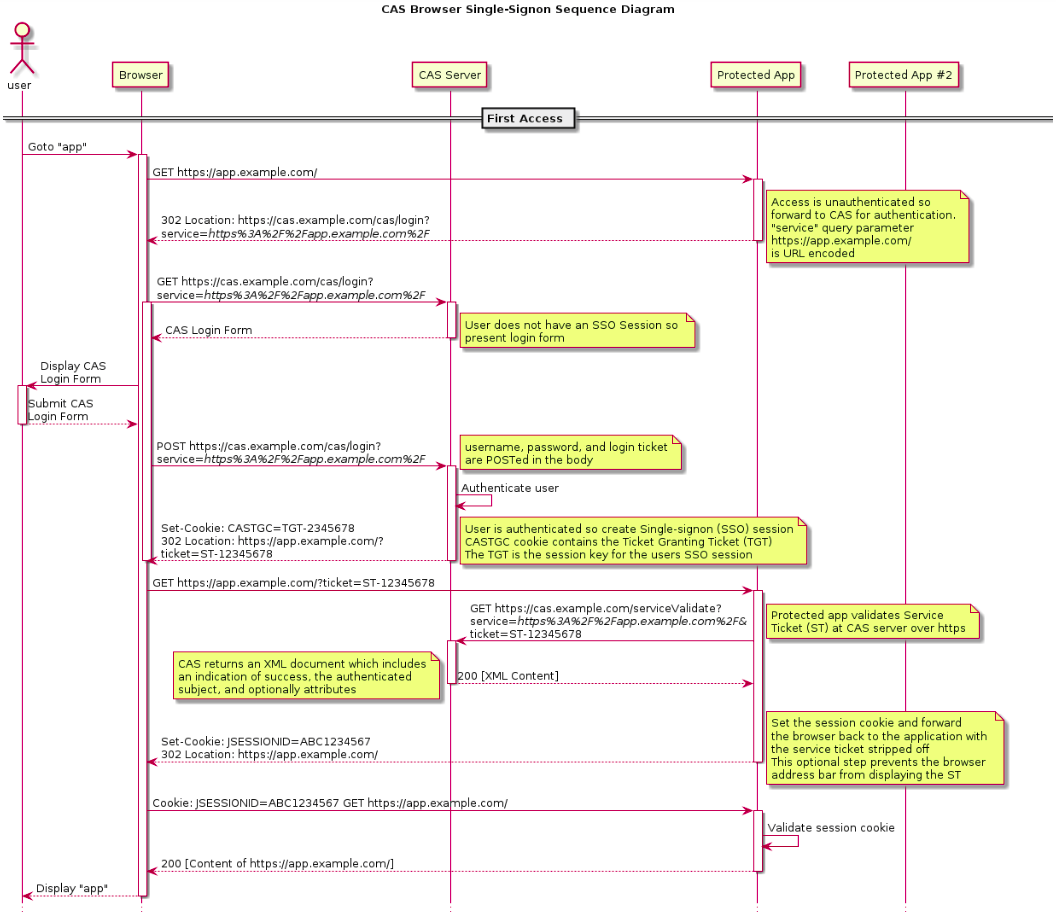 CAS Browser Single-Signon Sequence Diagram
user
Browser
CAS Server
Protected App
Protected App #2
First Access
Goto "app"
GET https://app.example.com/
Access is unauthenticated so
forward to CAS for authentication.
"service" query parameter
https://app.example.com/
is URL encoded
302 Location: https://cas.example.com/cas/login?
service=https%3A%2F%2Fapp.example.com%2F
GET https://cas.example.com/cas/login?
service=https%3A%2F%2Fapp.example.com%2F
User does not have an SSO Session so
present login form
CAS Login Form
Display CAS
Login Form
Submit CAS
Login Form
POST https://cas.example.com/cas/login?
service=https%3A%2F%2Fapp.example.com%2F
username, password, and login ticket
are POSTed in the body
Authenticate user
Set-Cookie: CASTGC=TGT-2345678
302 Location: https://app.example.com/?
ticket=ST-12345678
User is authenticated so create Single-signon (SSO) session
CASTGC cookie contains the Ticket Granting Ticket (TGT)
The TGT is the session key for the users SSO session
GET https://app.example.com/?ticket=ST-12345678
GET https://cas.example.com/serviceValidate?
service=https%3A%2F%2Fapp.example.com%2F&
ticket=ST-12345678
Protected app validates Service
Ticket (ST) at CAS server over https
CAS returns an XML document which includes
an indication of success, the authenticated
subject, and optionally attributes
200 [XML Content]
Set the session cookie and forward
the browser back to the application with
the service ticket stripped off
This optional step prevents the browser
address bar from displaying the ST
Set-Cookie: JSESSIONID=ABC1234567
302 Location: https://app.example.com/
Cookie: JSESSIONID=ABC1234567 GET https://app.example.com/
Validate session cookie
200 [Content of https://app.example.com/]
Display "app"